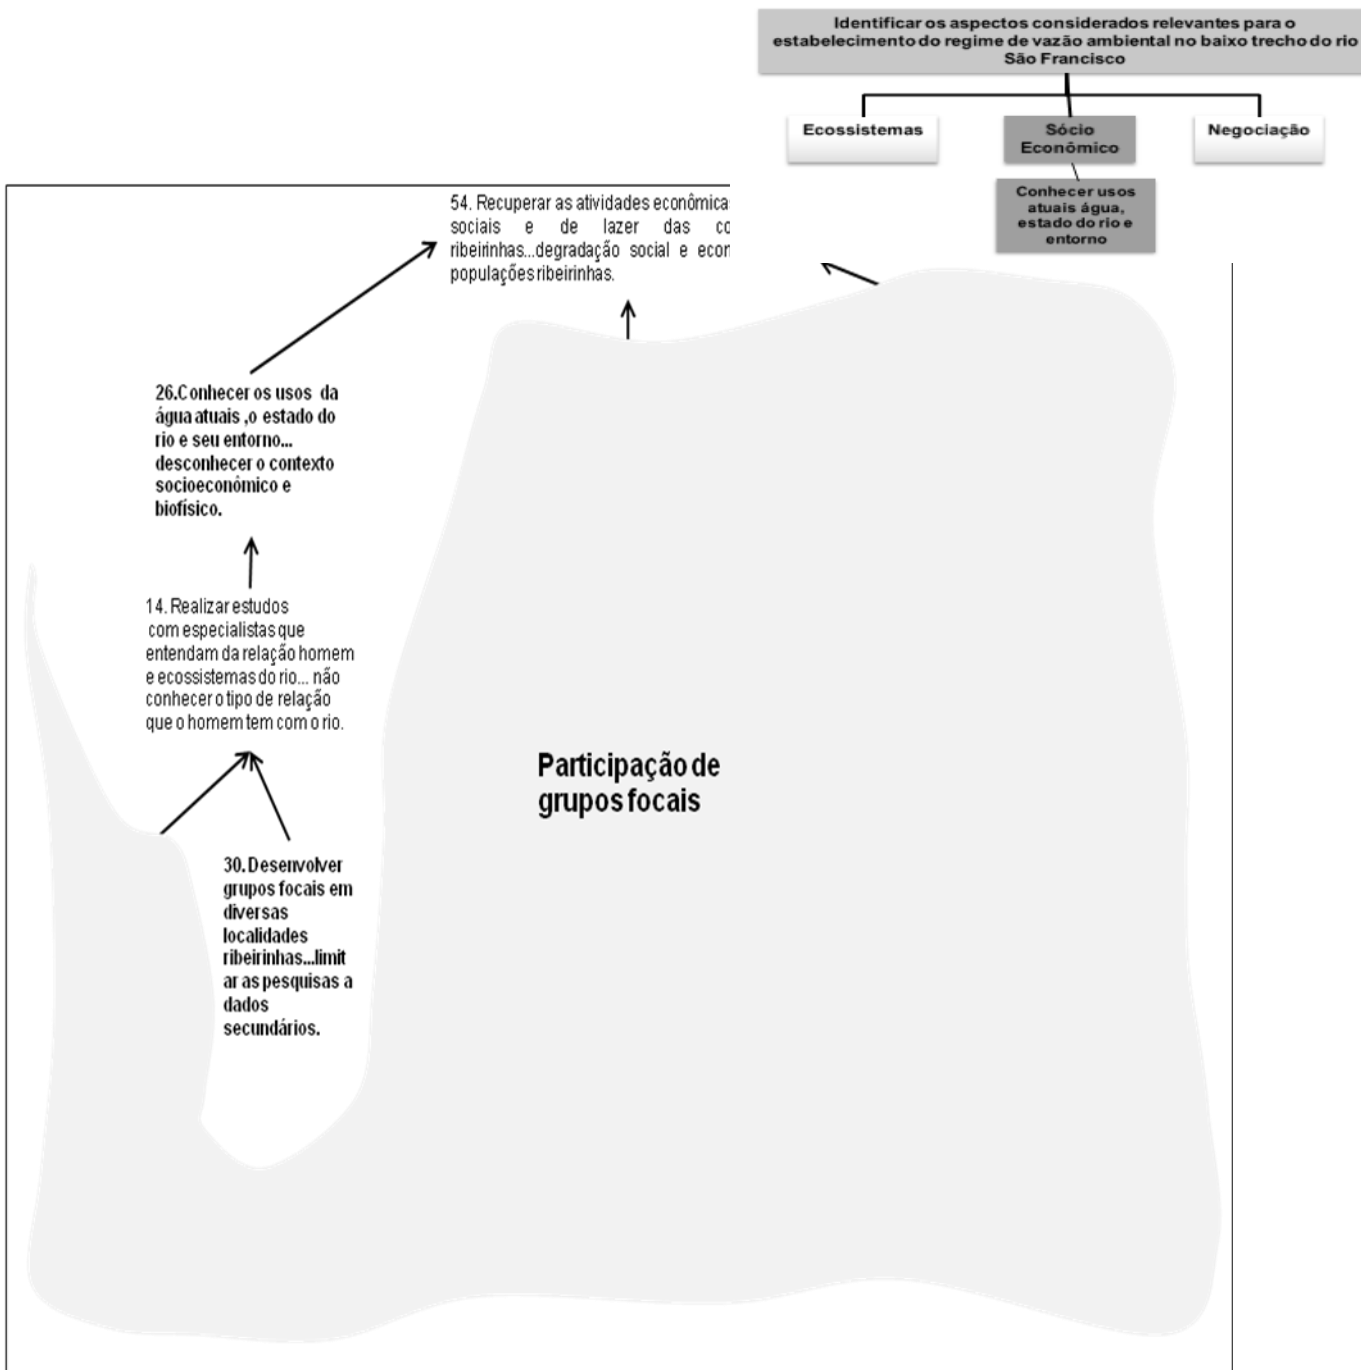 Identificar os aspectos considerados relevantes para o
estabelecimento do regime de vazão ambiental no baixo trecho do rio
São Francisco
Ecossistemas
Sócio
Econômico
Negociação
Conhecer usos
atuais água,
estado do rio e
entorno
54. Recuperar as atividades econômica
sociais e de lazer das co
ribeirinhas...degradação social e econ
populações ribeirinhas.
26.Conhecer os usos da
água atuais ,o estado do
rio e seu entorno...
desconhecer o contexto
socioeconômico e
biofísico.
14. Realizar estudos
com especialistas que
entendam da relação homem
e ecossistemas do rio... não
conhecer o tipo de relação
que o homem tem com o rio.
Participação de
grupos focais
30. Desenvolver
grupos focais em
diversas
localidades
ribeirinhas...limit
ar as pesquisas a
dados
secundários.